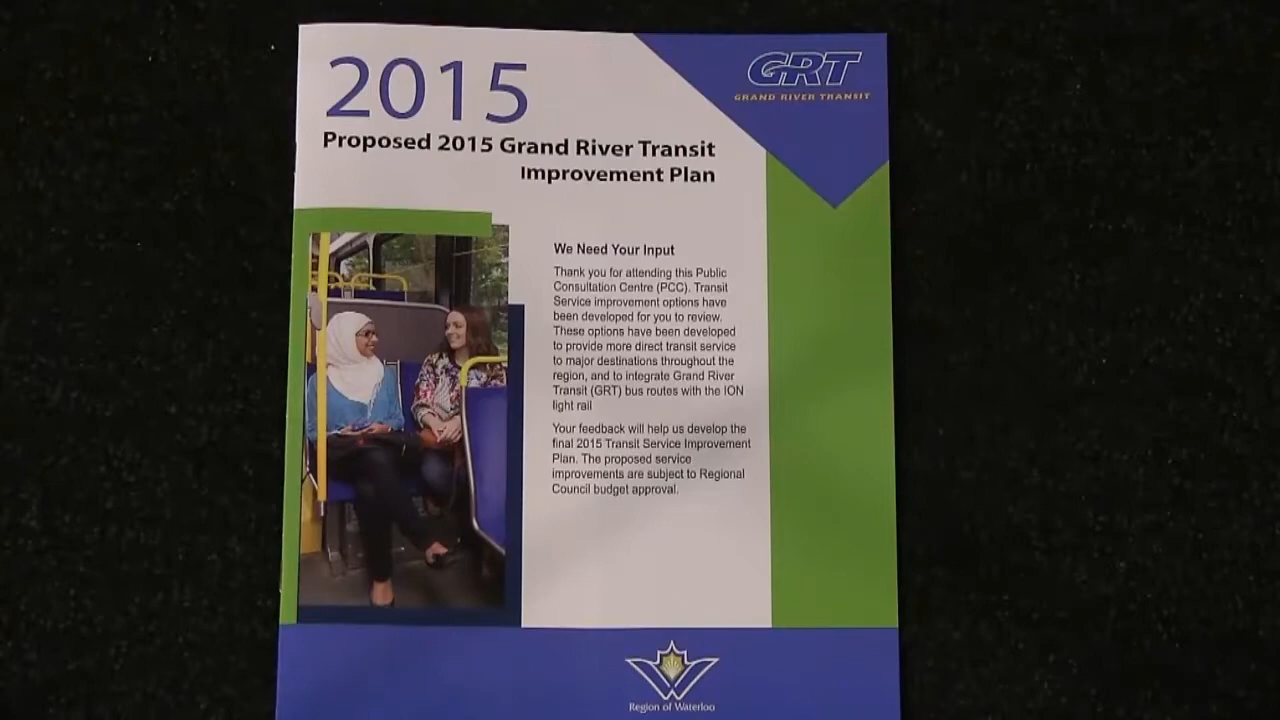 2015
Proposed 2015 Grand River Transit
Improvement Plan
GRT
GRAND RIVER TRANSIT
We Need Your Input
Thank you for attending this Public
Consultation Centre (PCC). Transit
Service improvement options have
been developed for you to review.
These options have been developed
to provide more direct transit service
to major destinations throughout the
region, and to integrate Grand River
Transit (GRT) bus routes with the ION
light rail
Your feedback will help us develop the
final 2015 Transit Service Improvement
Plan. The proposed service
improvements are subject to Regional
Council budget approval.
Region of Waterloo